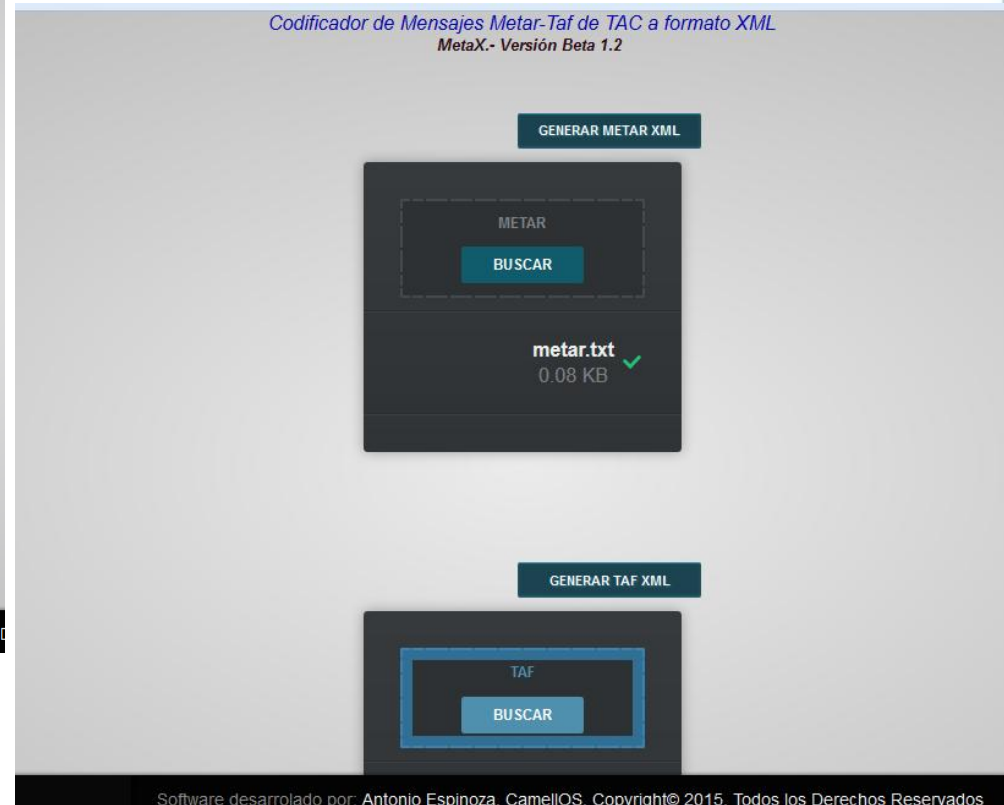 Codificador de Mensajes Metar-Taf de TAC a formato XML
MetaX.- Versión Beta 1.2
GENERAR METAR XML
METAR
BUSCAR
metar.txt
0.08 KB
GENERAR TAF XML
TAF
BUSCAR
Software desarrolado por: Antonio Espinoza. CamellOS. Copyright© 2015. Todos los Derechos Reservados